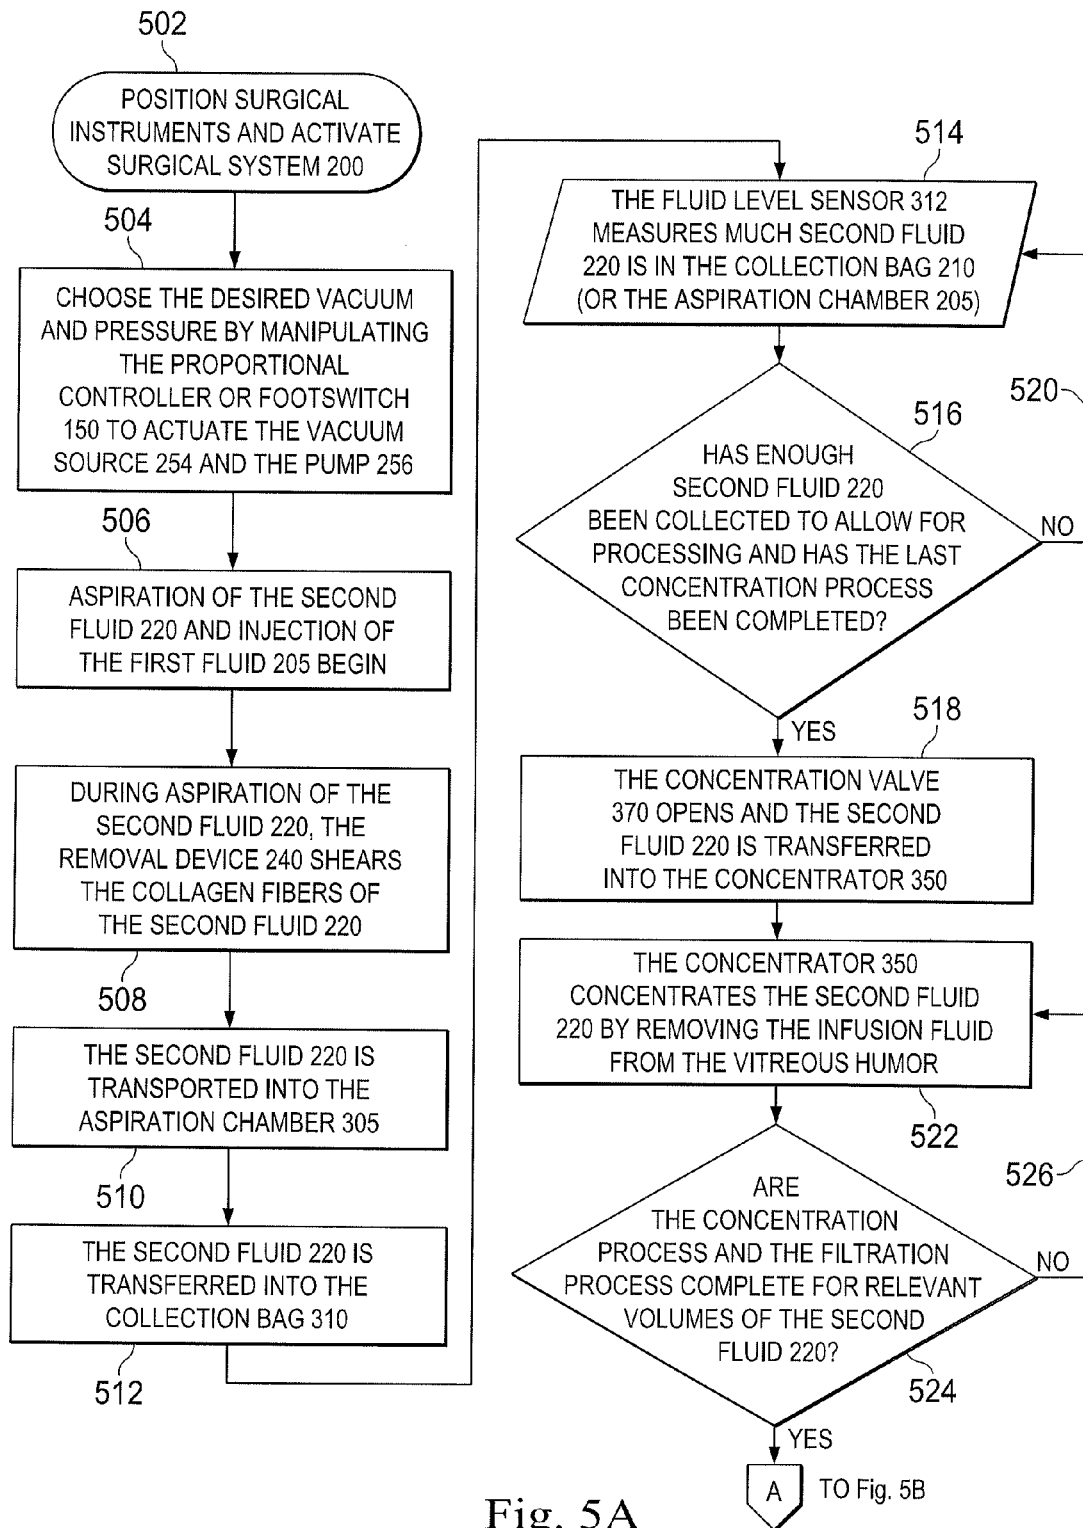 502
POSITION SURGICAL
INSTRUMENTS AND ACTIVATE
SURGICAL SYSTEM 200
504
CHOOSE THE DESIRED VACUUM
AND PRESSURE BY MANIPULATING
THE PROPORTIONAL
CONTROLLER OR FOOTSWITCH
150 TO ACTUATE THE VACUUM
SOURCE 254 AND THE PUMP 256
506
ASPIRATION OF THE SECOND
FLUID 220 AND INJECTION OF
THE FIRST FLUID 205 BEGIN
DURING ASPIRATION OF THE
SECOND FLUID 220, THE
REMOVAL DEVICE 240 SHEARS
THE COLLAGEN FIBERS OF
THE SECOND FLUID 220
508
THE SECOND FLUID 220 IS
TRANSPORTED INTO THE
ASPIRATION CHAMBER 305
510
THE SECOND FLUID 220 IS
TRANSFERRED INTO THE
COLLECTION BAG 310
512
514
THE FLUID LEVEL SENSOR 312
MEASURES MUCH SECOND FLUID
220 IS IN THE COLLECTION BAG 210
(OR THE ASPIRATION CHAMBER 205)
520
516
HAS ENOUGH
SECOND FLUID 220
BEEN COLLECTED TO ALLOW FOR
PROCESSING AND HAS THE LAST
CONCENTRATION PROCESS
BEEN COMPLETED?
NO
YES
518
THE CONCENTRATION VALVE
370 OPENS AND THE SECOND
FLUID 220 IS TRANSFERRED
INTO THE CONCENTRATOR 350
THE CONCENTRATOR 350
CONCENTRATES THE SECOND FLUID
220 BY REMOVING THE INFUSION FLUID
FROM THE VITREOUS HUMOR
522
526
ARE
THE CONCENTRATION
PROCESS AND THE FILTRATION
PROCESS COMPLETE FOR RELEVANT
VOLUMES OF THE SECOND
FLUID 220?
NO
524
YES
A
TO Fig. 5B
Fig. 5A